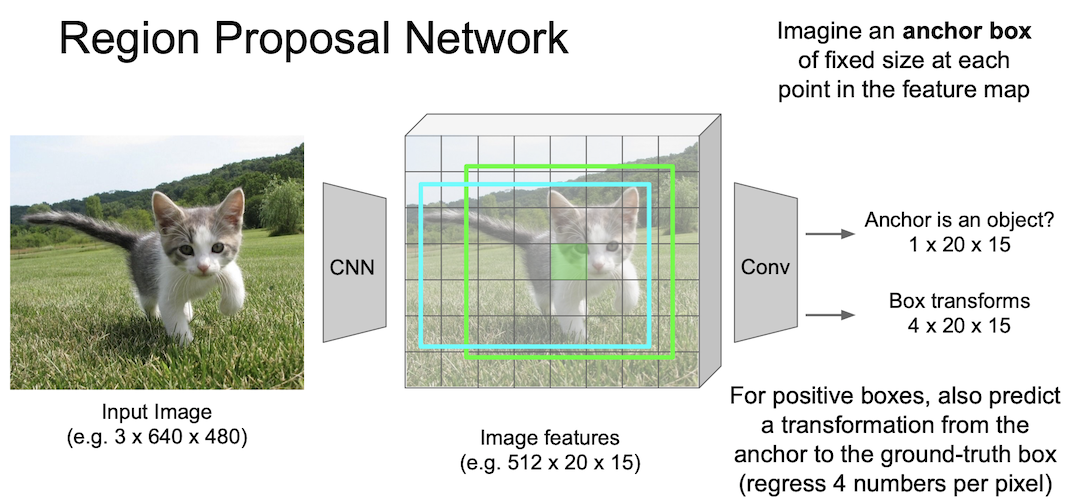 Region Proposal Network
Imagine an anchor box
of fixed size at each
point in the feature map
CNN
Conv
Anchor is an object?
1 x 20 x 15
Box transforms
4 x 20 x 15
Input Image
(e.g. 3 x 640 x 480)
Image features
(e.g. 512 x 20 x 15)
For positive boxes, also predict
a transformation from the
anchor to the ground-truth box
(regress 4 numbers per pixel)